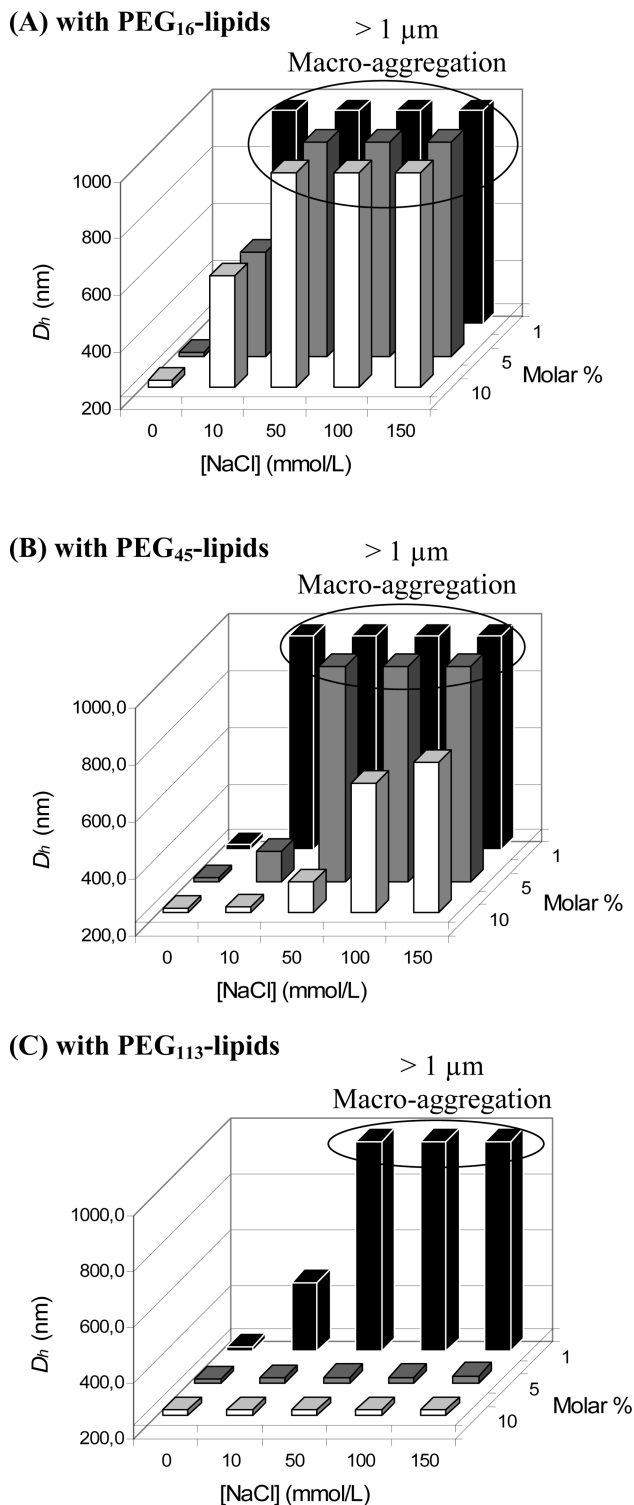 (A) with PEG16-lipids
> 1 µm
Macro-aggregation
1000
800
600
400
200
Dh (nm)
0 10 50 100 150
[NaCl] (mmol/L)
1
5
10
Molar %
(B) with PEG45-lipids
> 1 µm
Macro-aggregation
1000,0
800,0
600,0
400,0
200,0
Dh (nm)
0 10 50 100 150
[NaCl] (mmol/L)
1
5
10
Molar %
(C) with PEG113-lipids
> 1 µm
Macro-aggregation
1000,0
800,0
600,0
400,0
200,0
Dh (nm)
0 10 50 100 150
[NaCl] (mmol/L)
1
5
10
Molar %